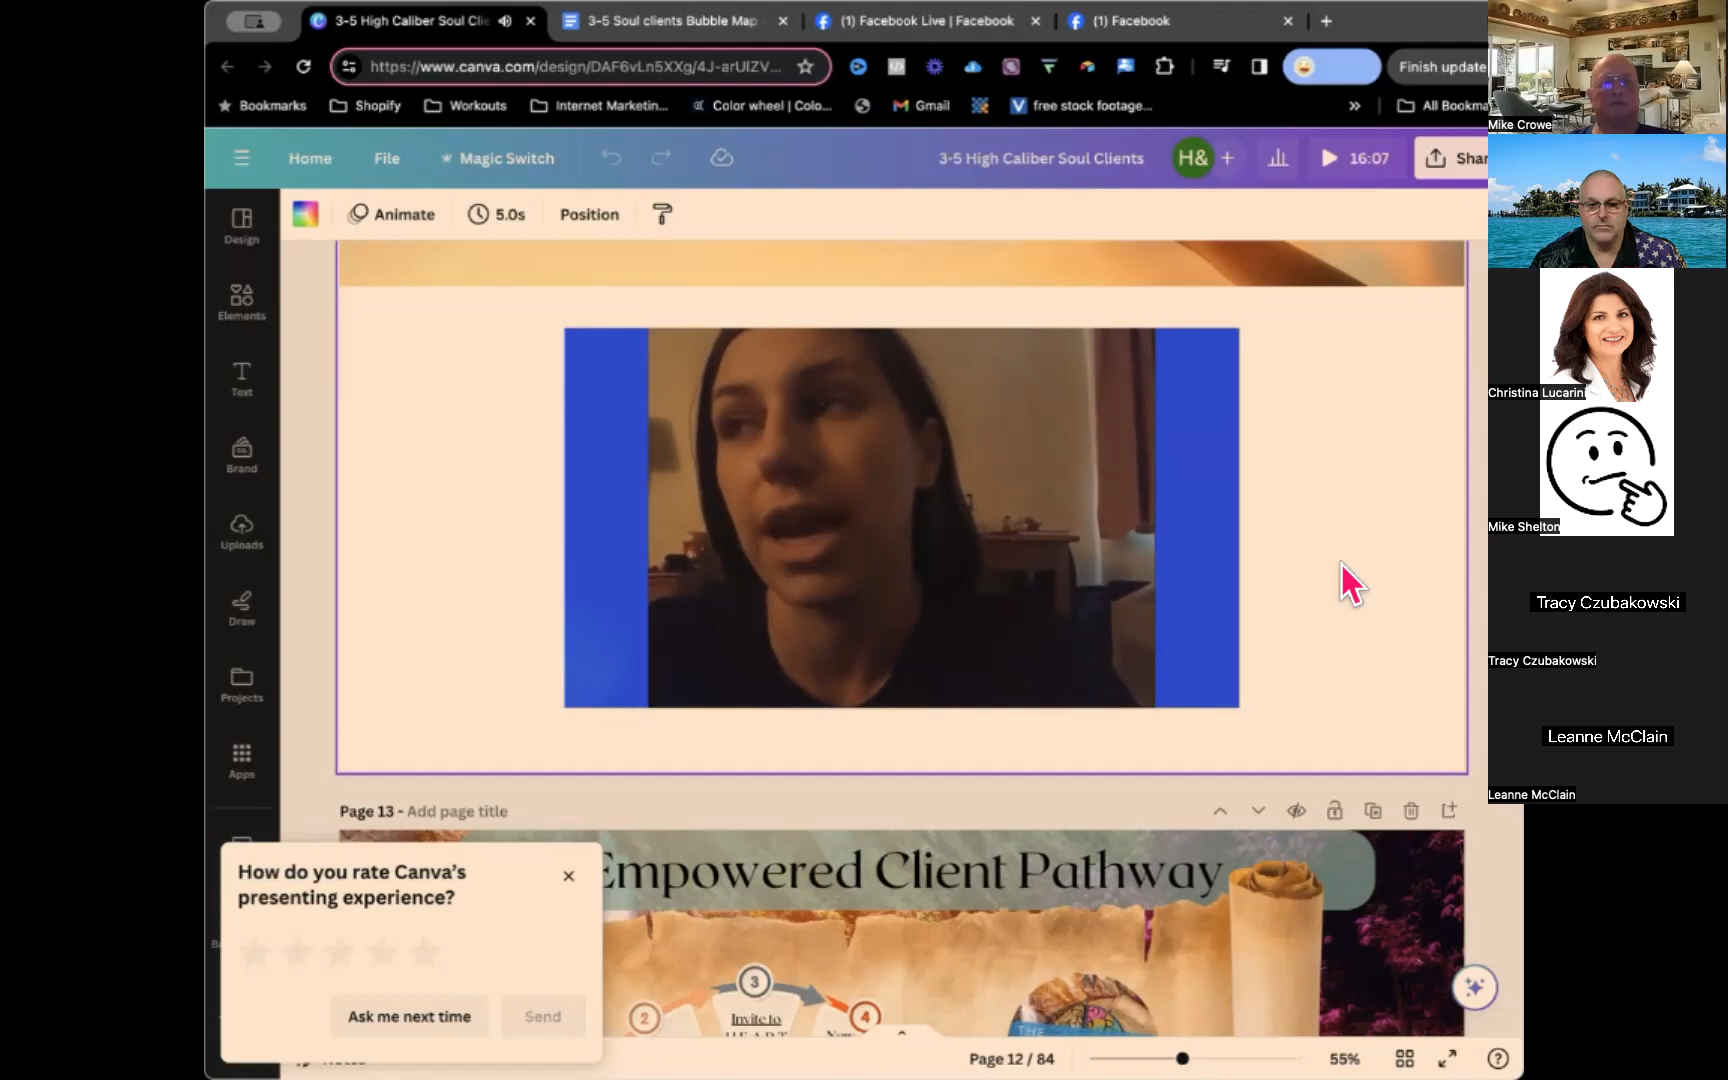 3-5 High Caliber Soul Clie
3-5 Soul clients Bubble Map
(1) Facebook Live | Facebook
(1) Facebook
https://www.canva.com/design/DAF6vLn5XXg/4J-arUIZV...
Finish update
Bookmarks
Shopify
Workouts
Internet Marketin...
Color wheel | Colo...
Gmail
free stock footage...
All Bookma
Home
File
Magic Switch
3-5 High Caliber Soul Clients
H&
16:07
Shar
Animate
5.0s
Position
Design
Elements
Text
Brand
Uploads
Draw
Projects
Apps
Page 13 - Add page title
Empowered Client Pathway
2
3
4
Invite to
THE
How do you rate Canva's
presenting experience?
Ask me next time
Send
Page 12 / 84
55%
Mike Crowe
Christina Lucarini
Mike Shelton
Tracy Czubakowski
Tracy Czubakowski
Leanne McClain
Leanne McClain